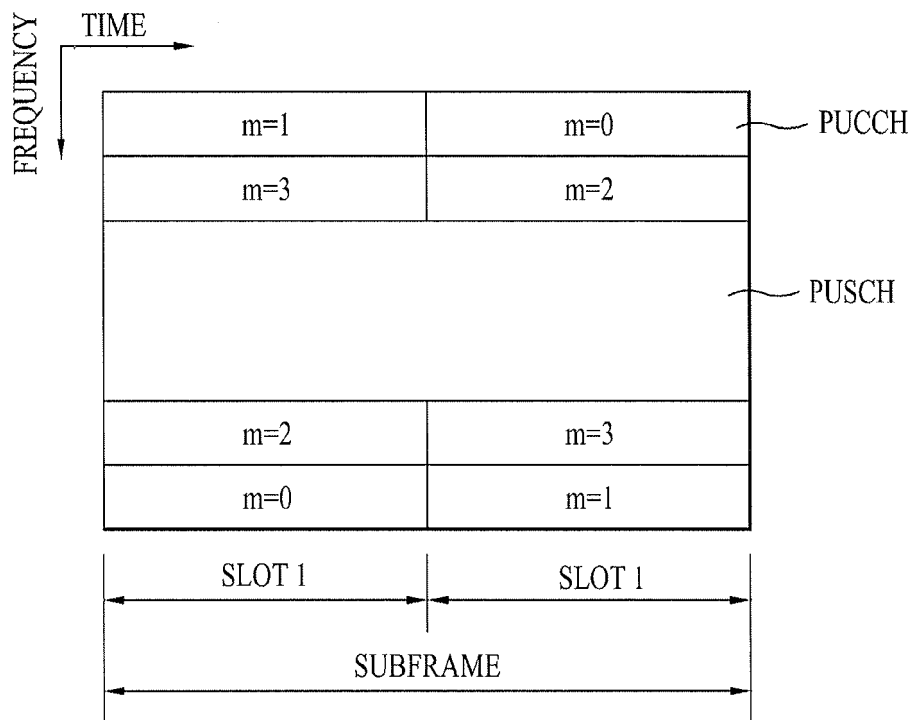 TIME
FREQUENCY
m=1 m=0 PUCCH
m=3 m=2
PUSCH
m=2 m=3
m=0 m=1
SLOT 1 SLOT 1
SUBFRAME